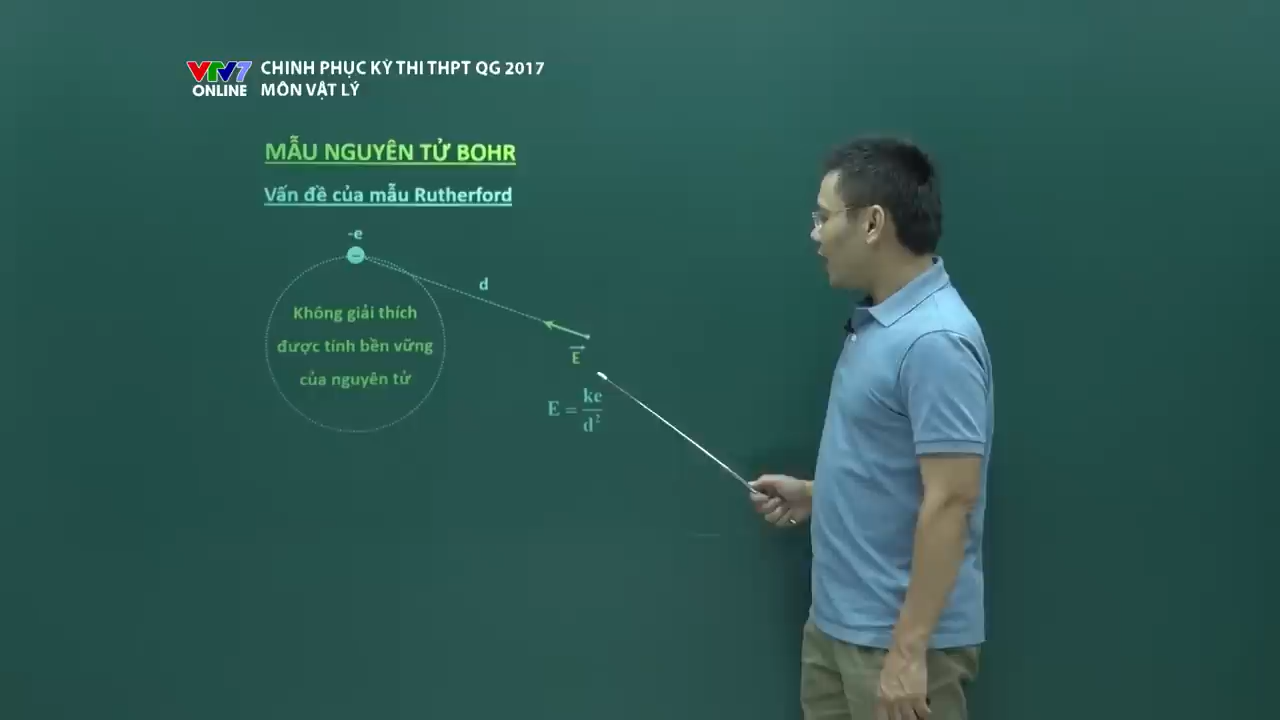 VTV7
ONLINE
CHINH PHỤC KỲ THI THPT QG 2017
MÔN VẬT LÝ
MẪU NGUYÊN TỬ BOHR
Vấn đề của mẫu Rutherford
-e
d
Không giải thích
được tính bền vững
của nguyên tử
E
E = ke/d²